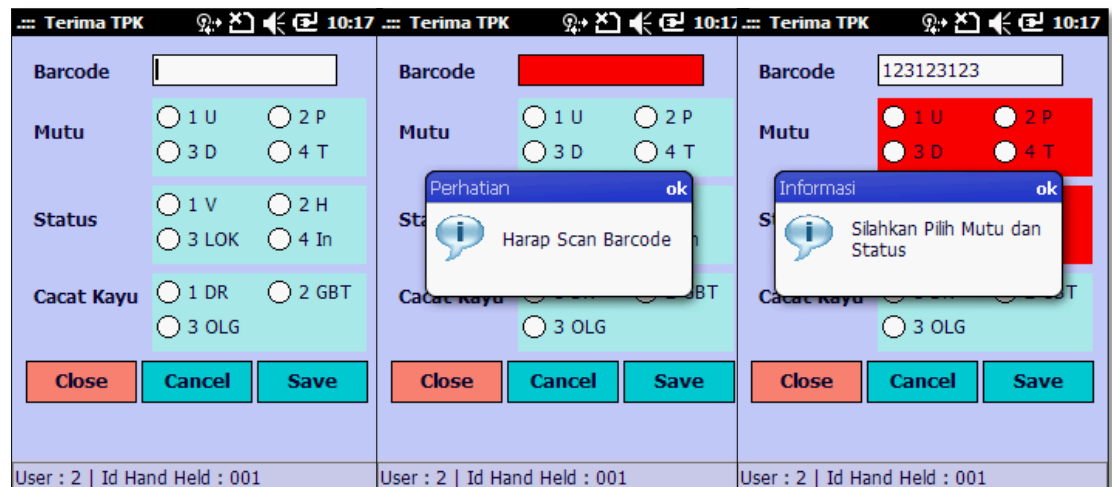 .::: Terima TPK 10:17
Barcode
Mutu
1 U 2 P
3 D 4 T
Status
1 V 2 H
3 LOK 4 In
Cacat Kayu
1 DR 2 GBT
3 OLG
Close Cancel Save
User : 2 | Id Hand Held : 001
.::: Terima TPK 10:17
Barcode
Mutu
1 U 2 P
3 D 4 T
Perhatian ok
Harap Scan Barcode
Cacat Kayu
3 OLG
Close Cancel Save
User : 2 | Id Hand Held : 001
.::: Terima TPK 10:17
Barcode 123123123
Mutu
1 U 2 P
3 D 4 T
Informasi ok
Silahkan Pilih Mutu dan
Status
Cacat Kayu
3 OLG
Close Cancel Save
User : 2 | Id Hand Held : 001